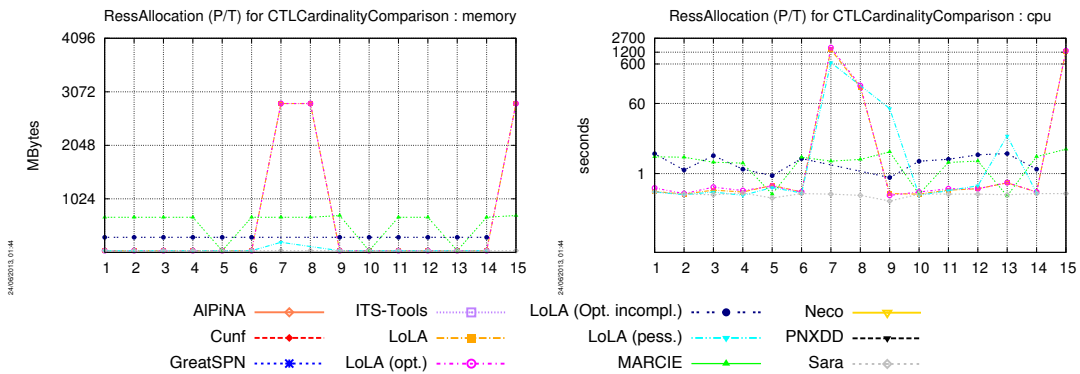 RessAllocation (P/T) for CTLCardinalityComparison : memory
4096
3072
2048
1024
MBytes
1 2 3 4 5 6 7 8 9 10 11 12 13 14 15
24/06/2013, 01:44
RessAllocation (P/T) for CTLCardinalityComparison : cpu
2700
1200
600
60
1
seconds
1 2 3 4 5 6 7 8 9 10 11 12 13 14 15
24/06/2013, 01:44
AlPiNA
Cunf
GreatSPN
ITS-Tools
LoLA
LoLA (opt.)
LoLA (Opt. incompl.)
LoLA (pess.)
MARCIE
Neco
PNXDD
Sara